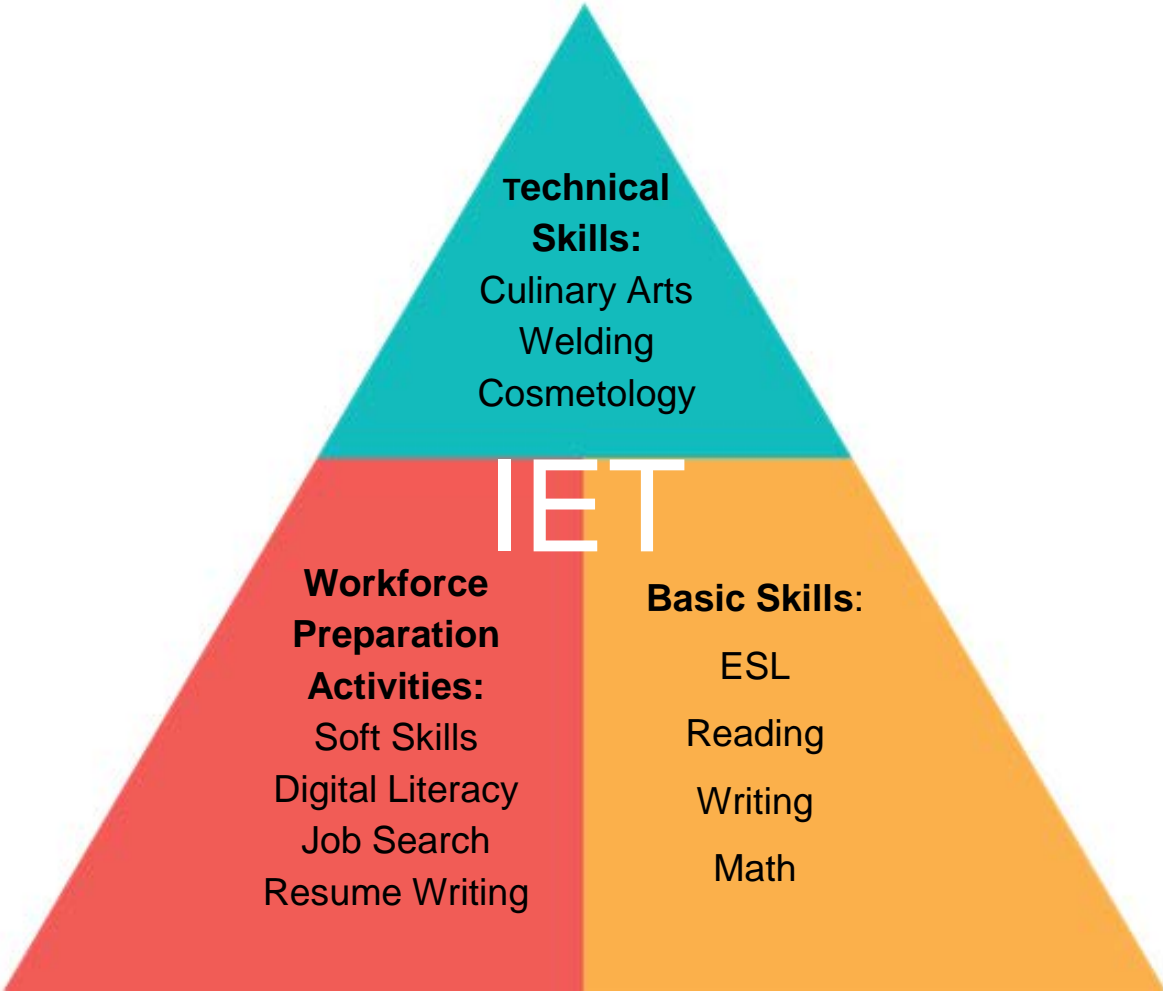 Technical
Skills:
Culinary Arts
Welding
Cosmetology
IET
Workforce
Preparation
Activities:
Soft Skills
Digital Literacy
Job Search
Resume Writing
Basic Skills:
ESL
Reading
Writing
Math